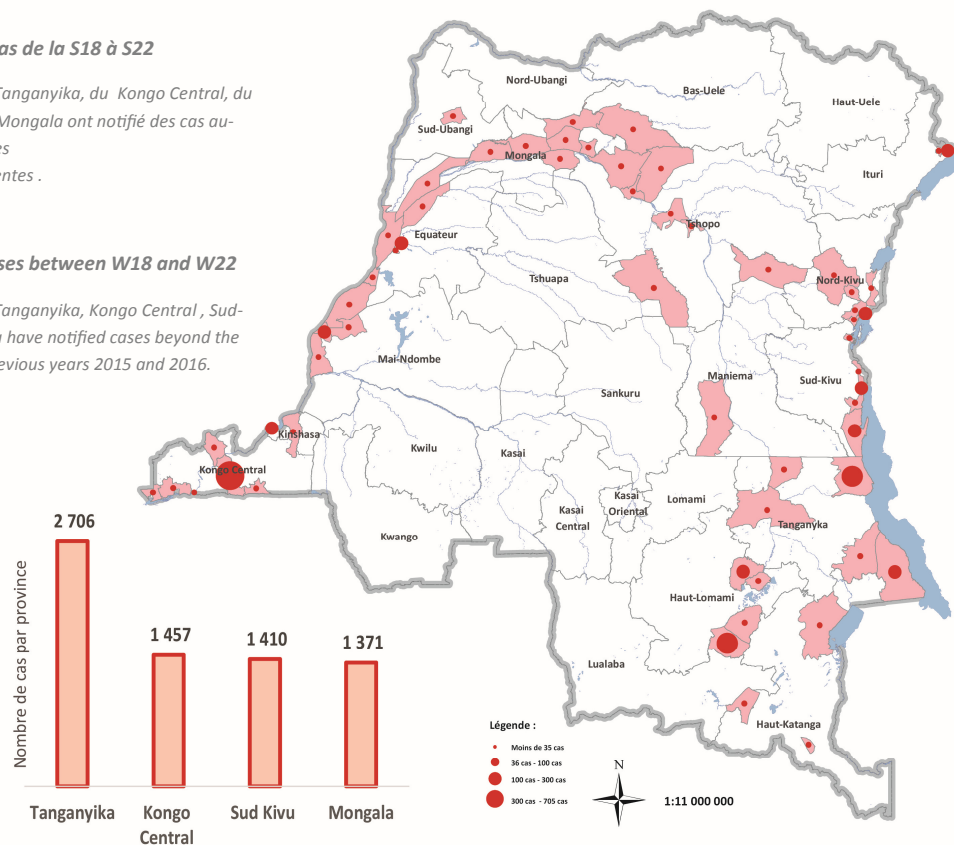 as de la S18 à S22
Tanganyika, du Kongo Central, du
Mongala ont notifié des cas au-
es
entes .
ses between W18 and W22
Tanganyika, Kongo Central , Sud-
have notified cases beyond the
evious years 2015 and 2016.
Nord-Ubangi
Bas-Uele
Haut-Uele
Sud-Ubangi
Mongala
Ituri
Tshopo
Equateur
Tshuapa
Nord-Kivu
Mai-Ndombe
Maniema
Sud-Kivu
Sankuru
Kinshasa
Kwilu
Kasai
Kongo Central
Kasai
Oriental
Lomami
Kasai
Central
Tanganyka
Kwango
Haut-Lomami
Lualaba
Haut-Katanga
Nombre de cas par province
2 706
1 457
1 410
1 371
Tanganyika
Kongo
Central
Sud Kivu
Mongala
Légende :
Moins de 35 cas
36 cas - 100 cas
100 cas - 300 cas
300 cas - 705 cas
N
1:11 000 000